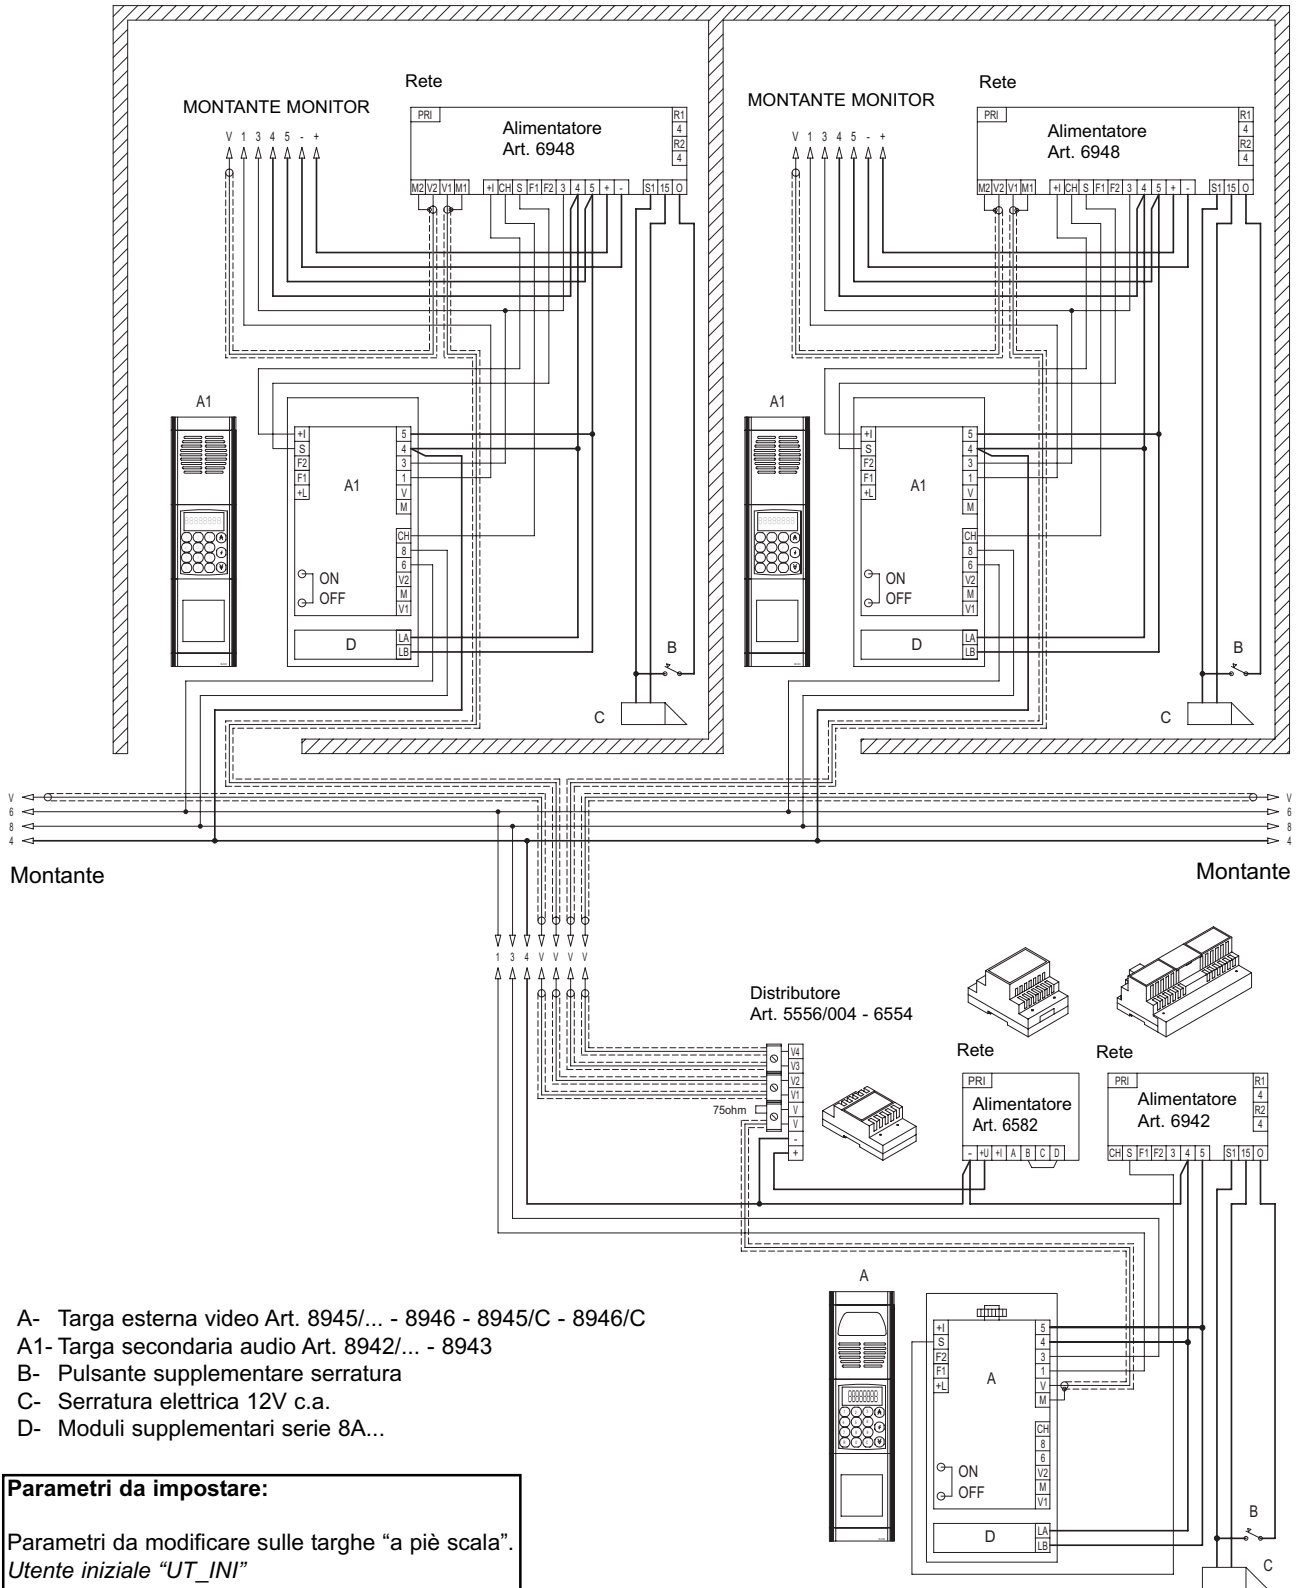 Rete
Rete
MONTANTE MONITOR
MONTANTE MONITOR
V 1 3 4 5 - +
PRI
Alimentatore
Art. 6948
R1
4
R2
4
M2 V2 V1 M1 +I CH S F1 F2 3 4 5 + - S1 15 O
V 1 3 4 5 - +
PRI
Alimentatore
Art. 6948
R1
4
R2
4
M2 V2 V1 M1 +I CH S F1 F2 3 4 5 + - S1 15 O
A1
+I
S
F2
F1
+L
A1
5
4
3
1
V
M
CH
8
6
V2
M
V1
ON
OFF
D
LA
LB
B
C
A1
+I
S
F2
F1
+L
A1
5
4
3
1
V
M
CH
8
6
V2
M
V1
ON
OFF
D
LA
LB
B
C
V
6
8
4
V
6
8
4
Montante
Montante
1 3 4 V V V V
Distributore
Art. 5556/004 - 6554
V4
V3
V2
V1
V
V
-
+
75ohm
Rete
PRI
Alimentatore
Art. 6582
- +U +I A B C D
Rete
PRI
Alimentatore
Art. 6942
R1
4
R2
4
CH S F1 F2 3 4 5 S1 15 O
A
+I
S
F2
F1
+L
A
5
4
3
1
V
M
CH
8
6
V2
M
V1
ON
OFF
D
LA
LB
B
C
A- Targa esterna video Art. 8945/... - 8946 - 8945/C - 8946/C
A1- Targa secondaria audio Art. 8942/... - 8943
B- Pulsante supplementare serratura
C- Serratura elettrica 12V c.a.
D- Moduli supplementari serie 8A...
Parametri da impostare:
Parametri da modificare sulle targhe “a piè scala”.
Utente iniziale “UT_INI”